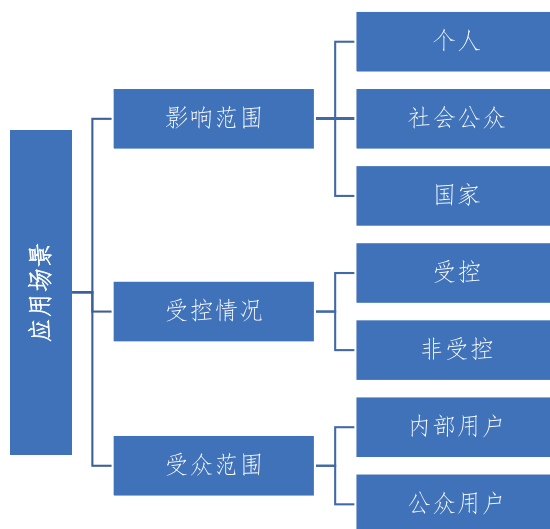 应用场景
影响范围
个人
社会公众
国家
受控情况
受控
非受控
受众范围
内部用户
公众用户